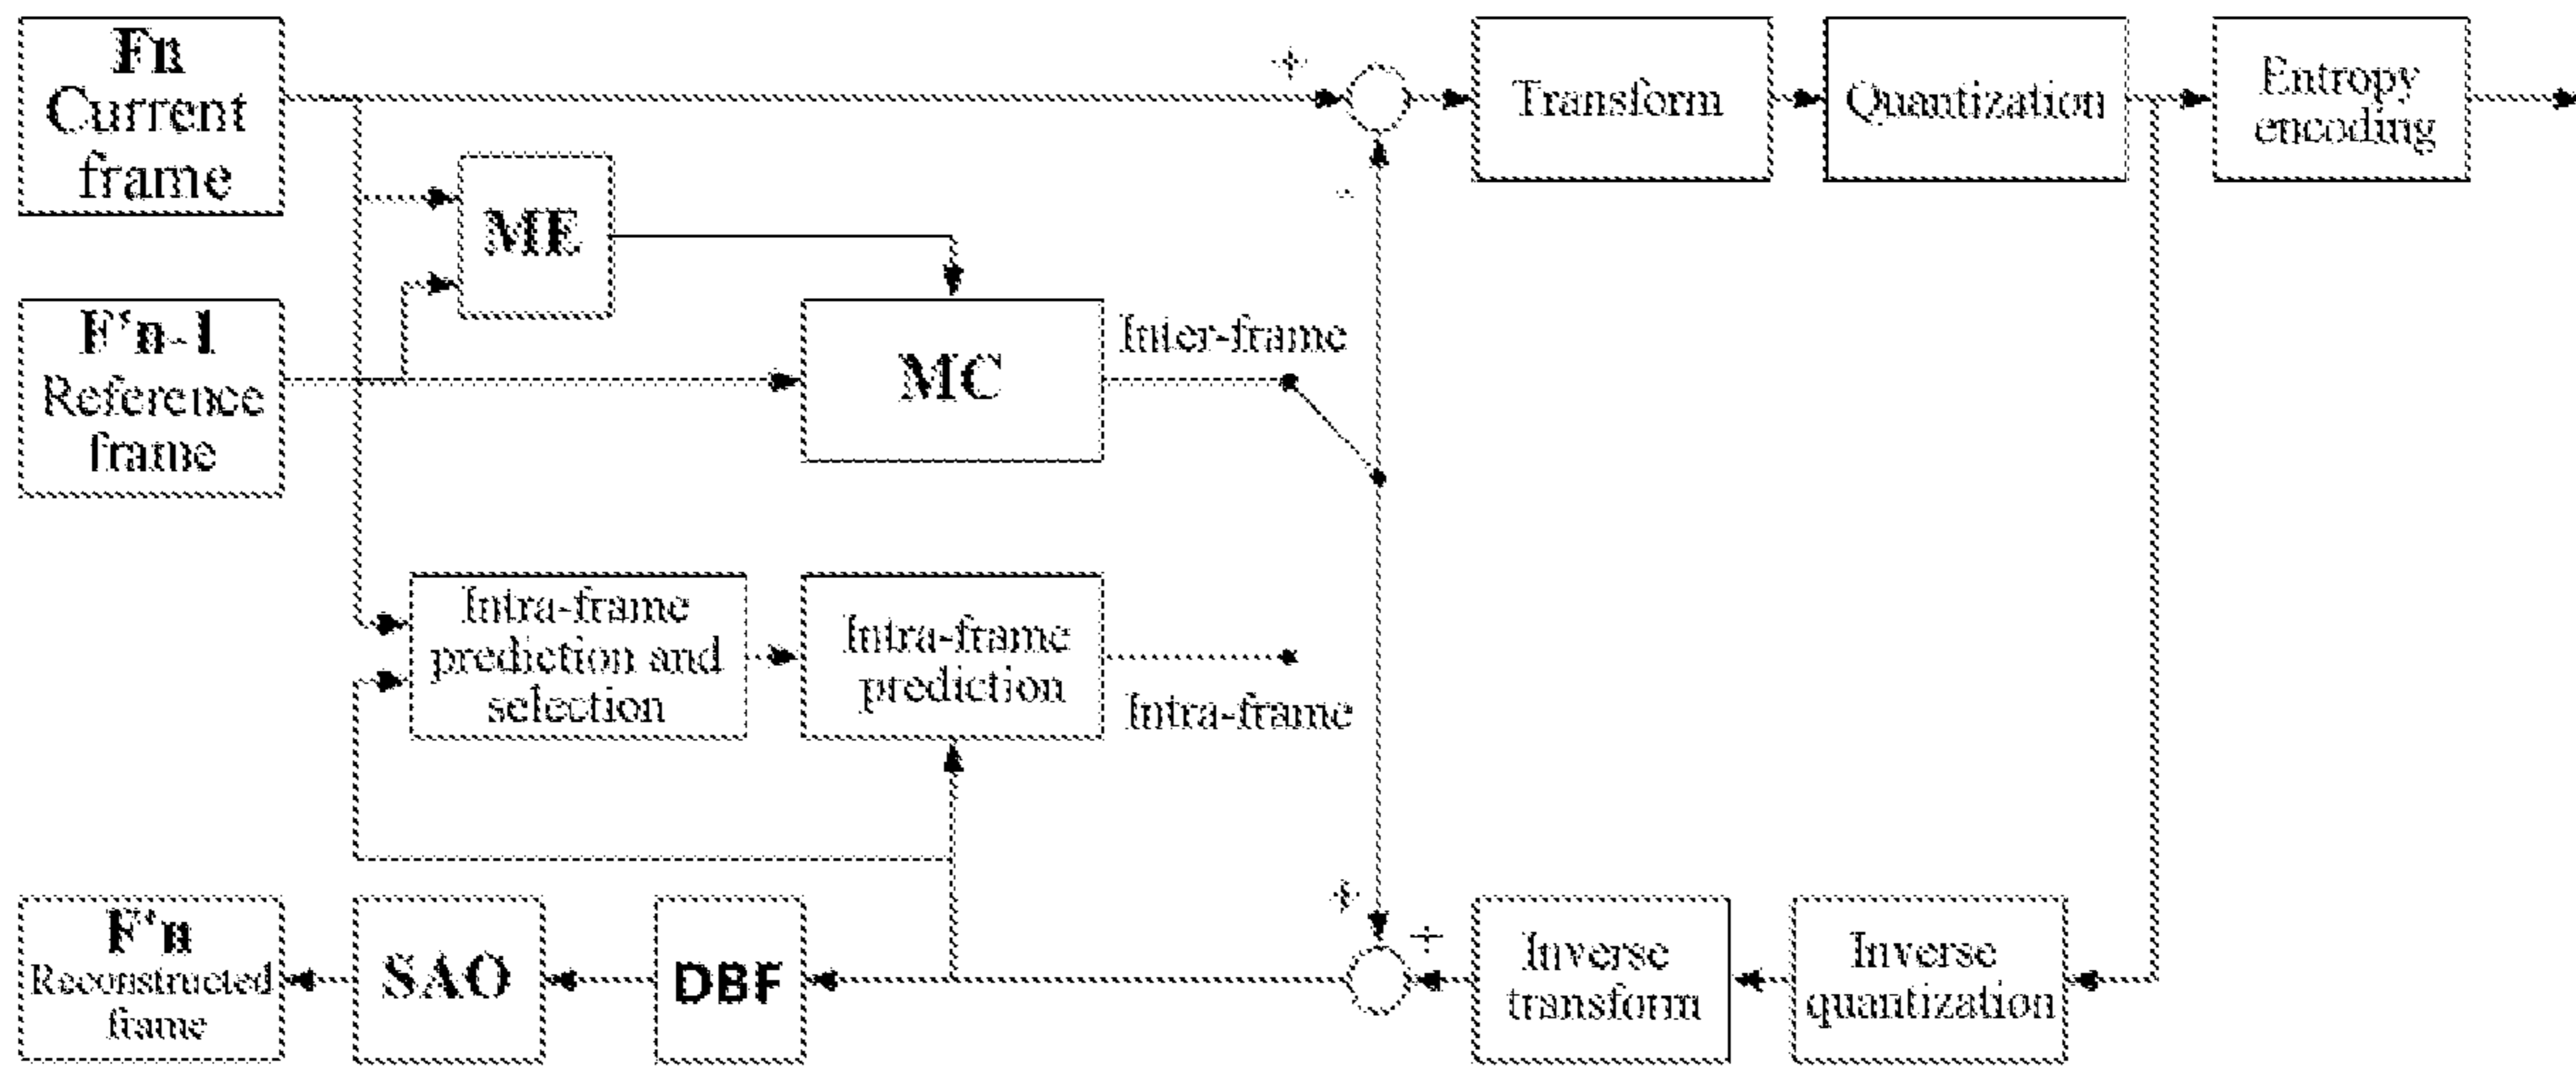 Fn
Current
frame
+
Transform
Quantization
Entropy
encoding
-
ME
F'n-1
Reference
frame
MC
Inter-frame
Intra-frame
prediction and
selection
Intra-frame
prediction
Intra-frame
F'n
Reconstructed
frame
SAO
DBF
+
+
Inverse
transform
Inverse
quantization